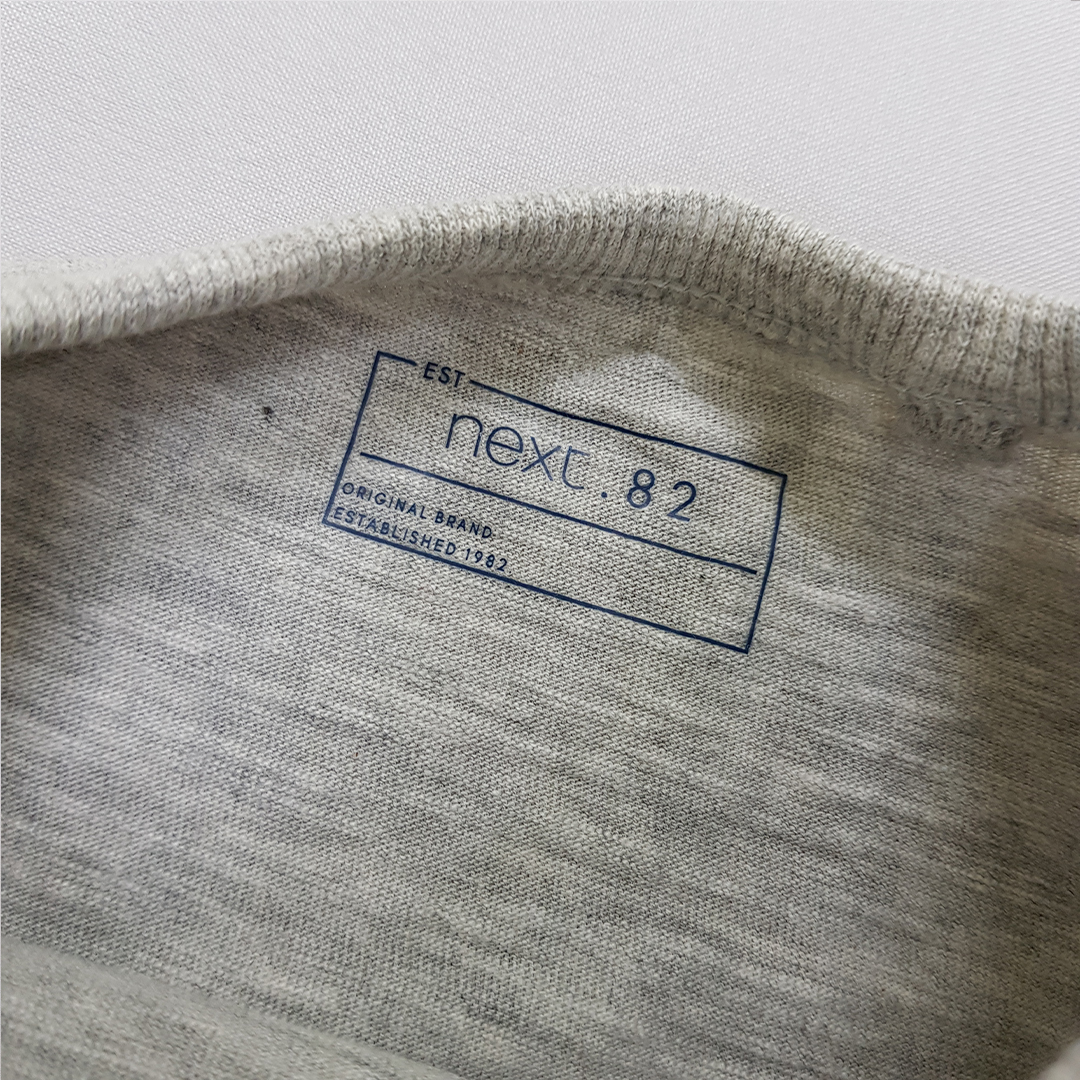 EST
next.82
ORIGINAL BRAND
ESTABLISHED 1982